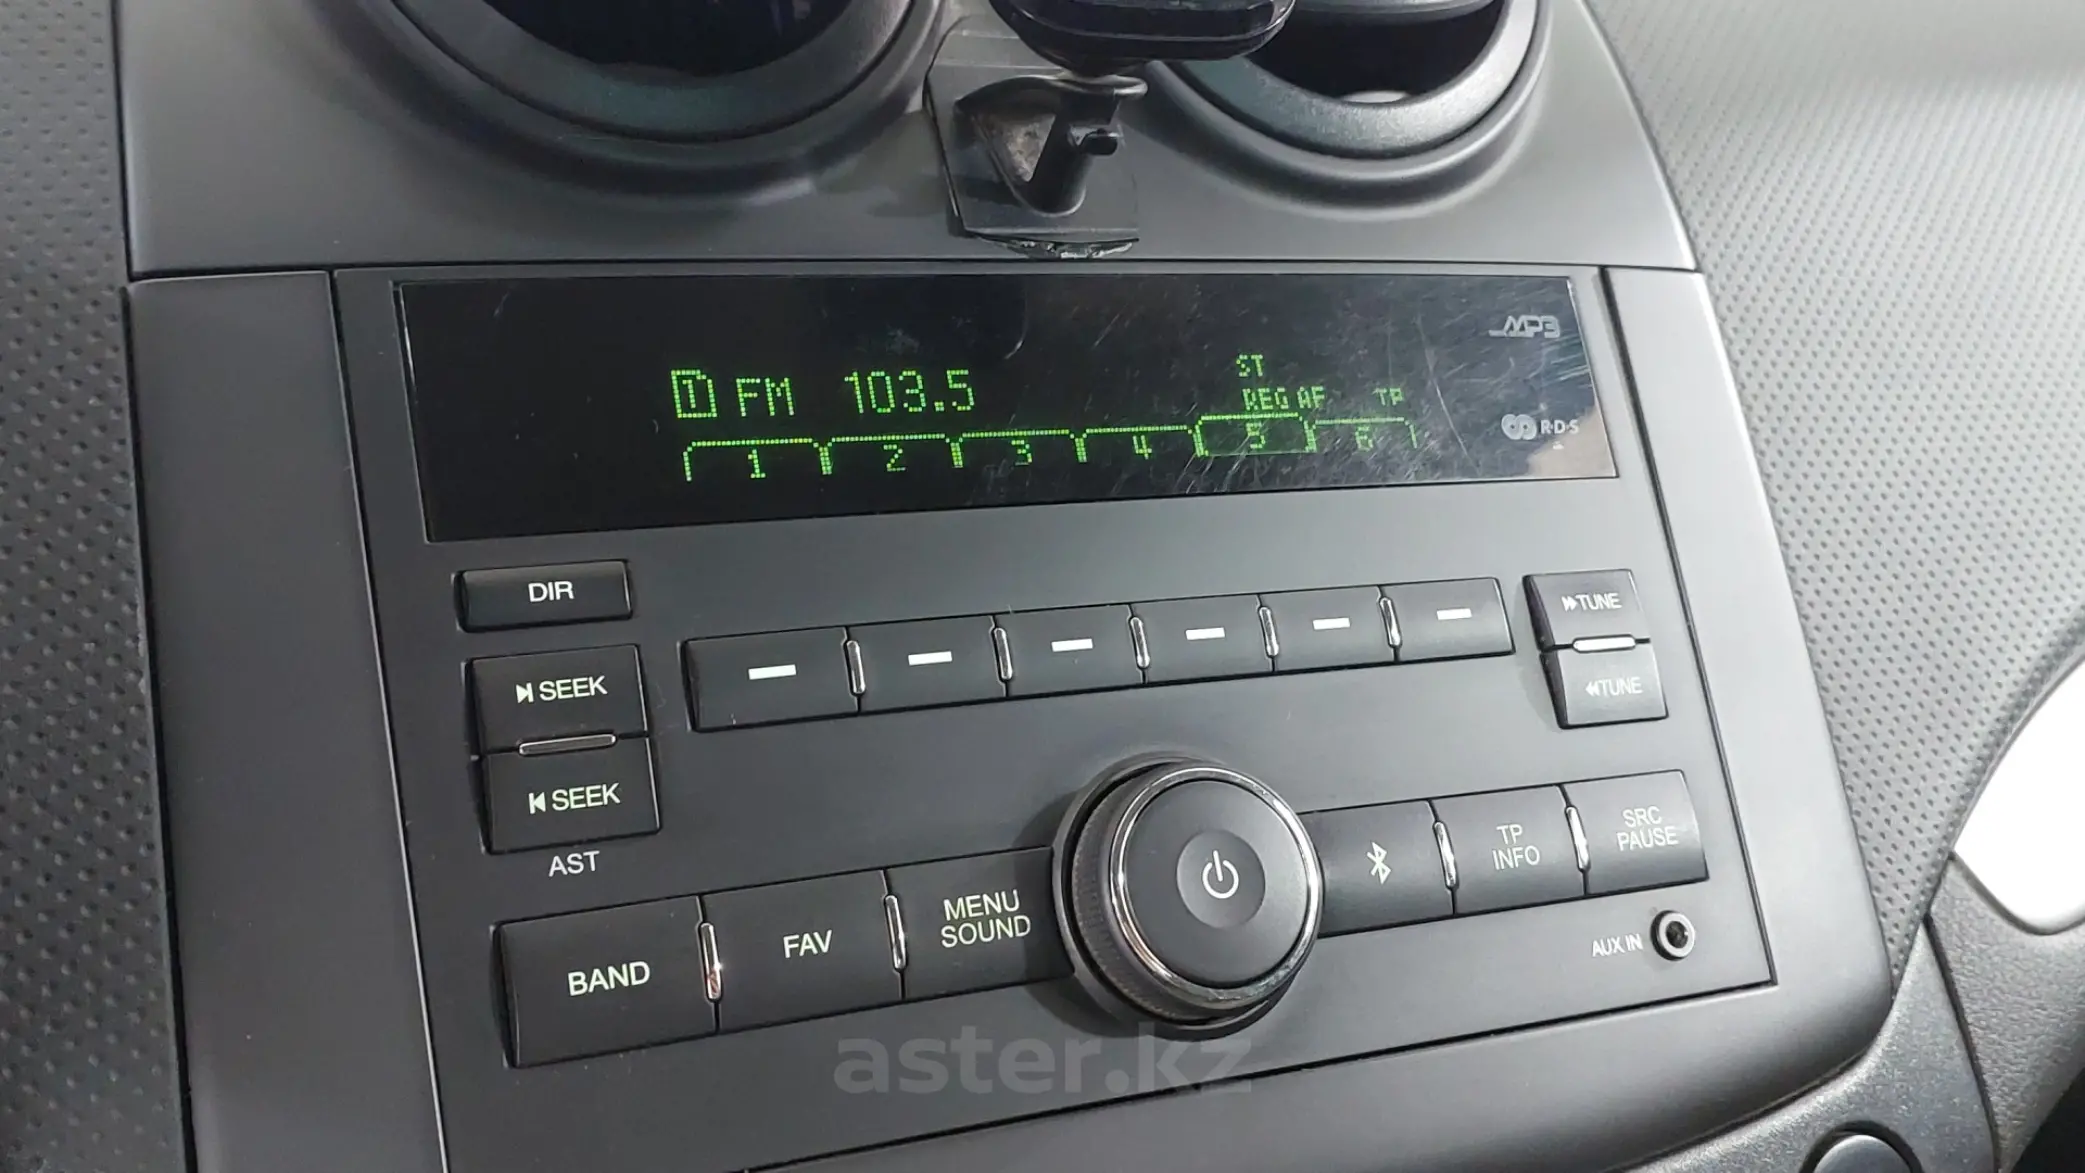 MP3
1 FM 103.5
ST
REG AF TP
1 2 3 4 5 6
R·D·S
DIR
SEEK
SEEK
AST
TUNE
TUNE
BAND
FAV
MENU
SOUND
TP
INFO
SRC
PAUSE
AUX IN
aster.kz